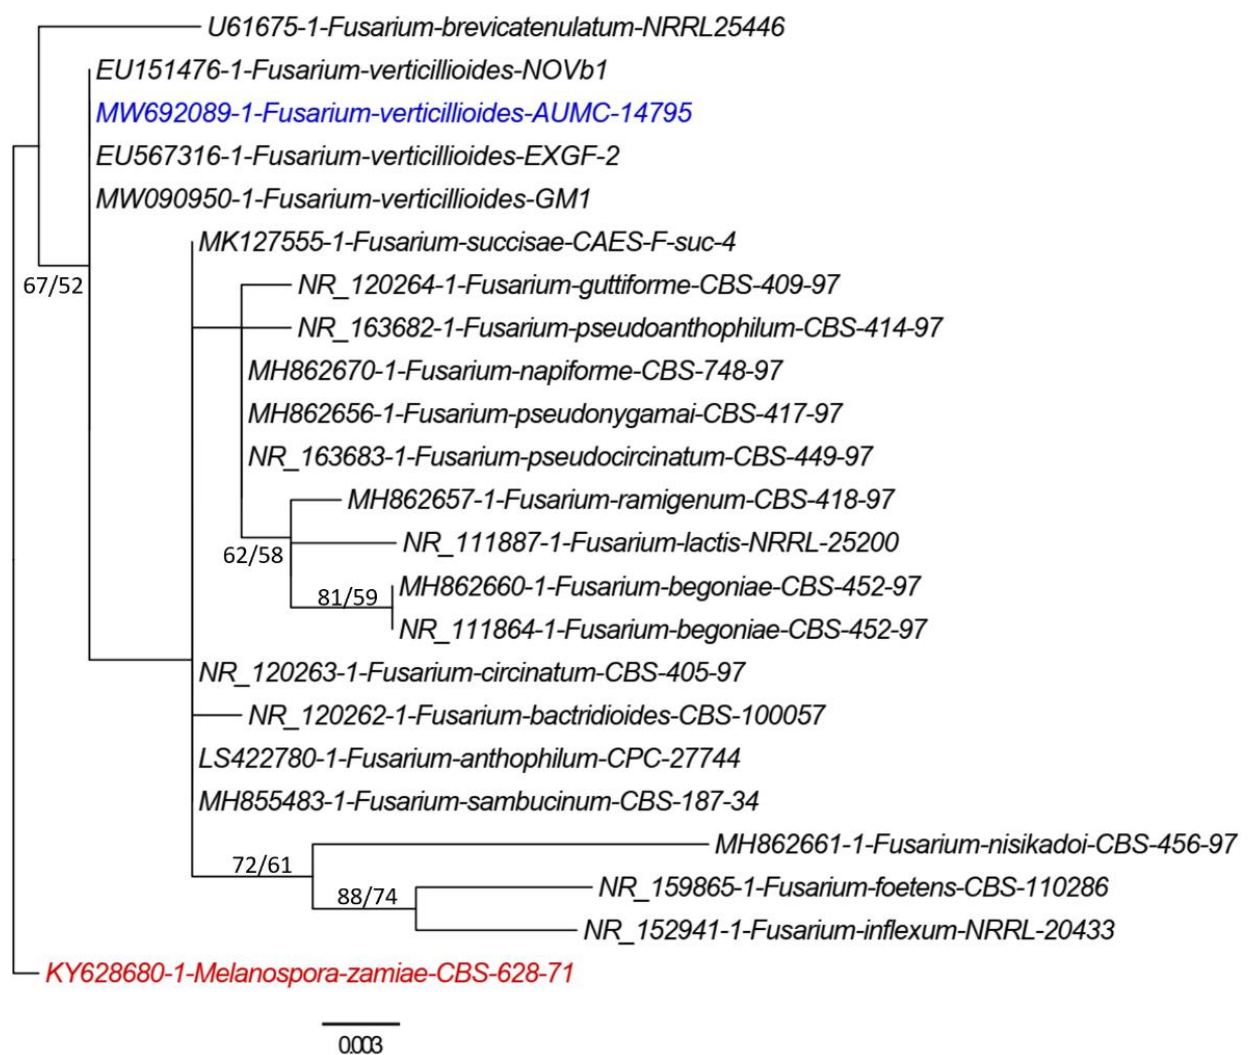 U61675-1-Fusarium-brevicatenulatum-NRRL25446
EU151476-1-Fusarium-verticillioides-NOVb1
MW692089-1-Fusarium-verticillioides-AUMC-14795
EU567316-1-Fusarium-verticillioides-EXGF-2
MW090950-1-Fusarium-verticillioides-GM1
MK127555-1-Fusarium-succisae-CAES-F-suc-4
67/52
NR_120264-1-Fusarium-guttiforme-CBS-409-97
NR_163682-1-Fusarium-pseudoanthophilum-CBS-414-97
MH862670-1-Fusarium-napiforme-CBS-748-97
MH862656-1-Fusarium-pseudonygamai-CBS-417-97
NR_163683-1-Fusarium-pseudocircinatum-CBS-449-97
MH862657-1-Fusarium-ramigenum-CBS-418-97
NR_111887-1-Fusarium-lactis-NRRL-25200
62/58
MH862660-1-Fusarium-begoniae-CBS-452-97
81/59
NR_111864-1-Fusarium-begoniae-CBS-452-97
NR_120263-1-Fusarium-circinatum-CBS-405-97
NR_120262-1-Fusarium-bactridioides-CBS-100057
LS422780-1-Fusarium-anthophilum-CPC-27744
MH855483-1-Fusarium-sambucinum-CBS-187-34
MH862661-1-Fusarium-nisikadoi-CBS-456-97
72/61
NR_159865-1-Fusarium-foetens-CBS-110286
88/74
NR_152941-1-Fusarium-inflexum-NRRL-20433
KY628680-1-Melanospora-zamiae-CBS-628-71
0.003